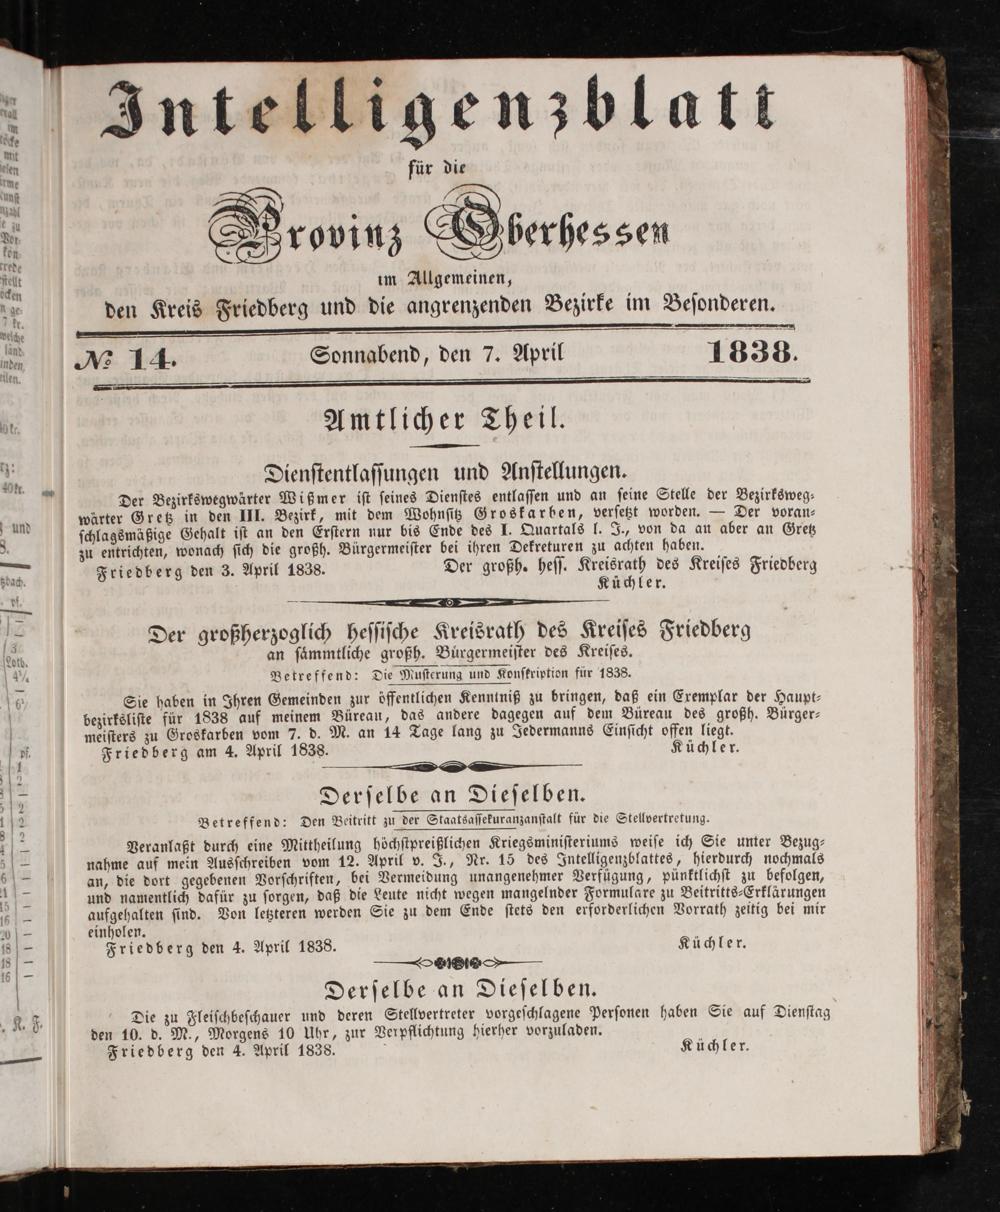 Intelligenzblatt
für die
Provinz Oberhessen
im Allgemeinen,
den Kreis Friedberg und die angrenzenden Bezirke im Besonderen.
№ 14. Sonnabend, den 7. April 1838.
Amtlicher Theil.
Dienstentlassungen und Anstellungen.
Der Bezirkswegwärter Wißmer ist seines Dienstes entlassen und an seine Stelle der Bezirksweg-
wärter Gretz in den III. Bezirk, mit dem Wohnsitz Groskarben, versetzt worden. — Der voran-
schlagsmäßige Gehalt ist an den Erstern nur bis Ende des I. Quartals l. J., von da an aber an Gretz
zu entrichten, wonach sich die großh. Bürgermeister bei ihren Dekreturen zu achten haben.
Friedberg den 3. April 1838. Der großh. hess. Kreisrath des Kreises Friedberg
Küchler.
Der großherzoglich hessische Kreisrath des Kreises Friedberg
an sämmtliche großh. Bürgermeister des Kreises.
Betreffend: Die Musterung und Konskription für 1838.
Sie haben in Ihren Gemeinden zur öffentlichen Kenntniß zu bringen, daß ein Exemplar der Haupt-
bezirksliste für 1838 auf meinem Büreau, das andere dagegen auf dem Büreau des großh. Bürger-
meisters zu Groskarben vom 7. d. M. an 14 Tage lang zu Jedermanns Einsicht offen liegt.
Friedberg am 4. April 1838. Küchler.
Derselbe an Dieselben.
Betreffend: Den Beitritt zu der Staatsassekuranzanstalt für die Stellvertretung.
Veranlaßt durch eine Mittheilung höchstpreißlichen Kriegsministeriums weise ich Sie unter Bezug-
nahme auf mein Ausschreiben vom 12. April v. J., Nr. 15 des Intelligenzblattes, hierdurch nochmals
an, die dort gegebenen Vorschriften, bei Vermeidung unangenehmer Verfügung, pünktlichst zu befolgen,
und namentlich dafür zu sorgen, daß die Leute nicht wegen mangelnder Formulare zu Beitritts-Erklärungen
aufgehalten sind. Von letzteren werden Sie zu dem Ende stets den erforderlichen Vorrath zeitig bei mir
einholen.
Friedberg den 4. April 1838. Küchler.
Derselbe an Dieselben.
Die zu Fleischbeschauer und deren Stellvertreter vorgeschlagene Personen haben Sie auf Dienstag
den 10. d. M., Morgens 10 Uhr, zur Verpflichtung hierher vorzuladen.
Friedberg den 4. April 1838. Küchler.